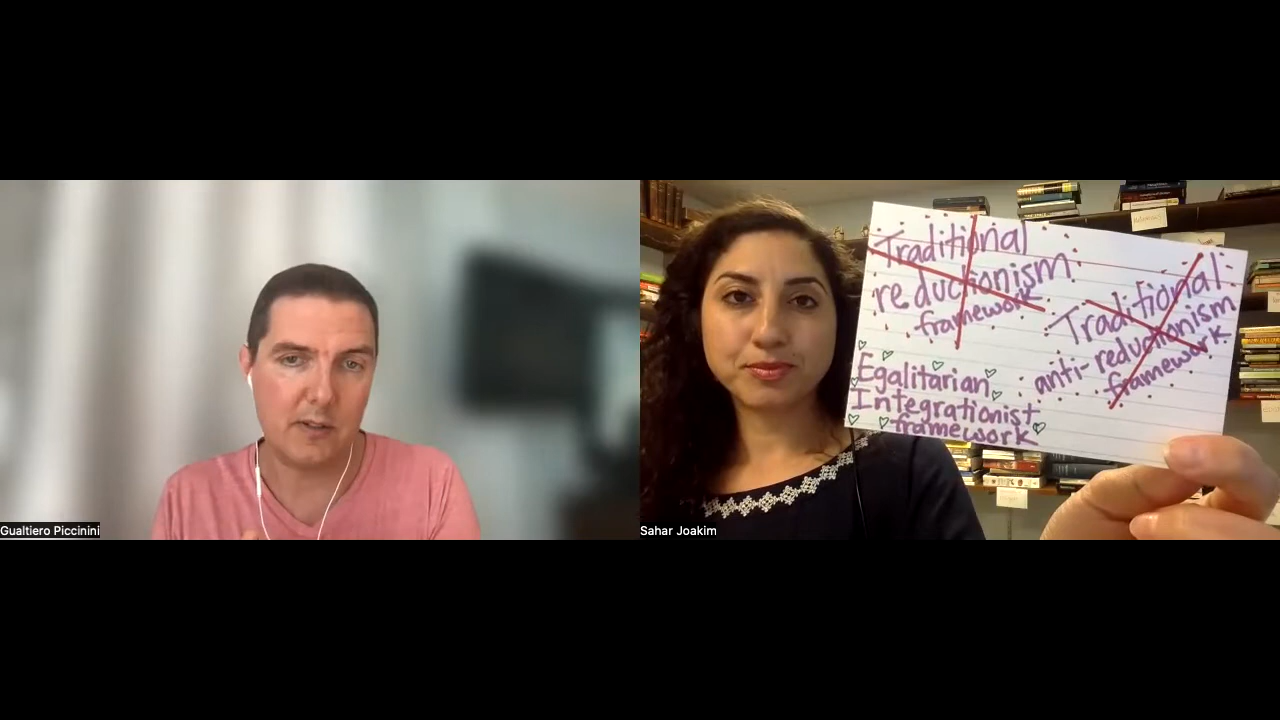 Traditional
reductionism
framework
Traditional
anti-reductionism
framework
Egalitarian
Integrationist
framework
Gualtiero Piccinini
Sahar Joakim